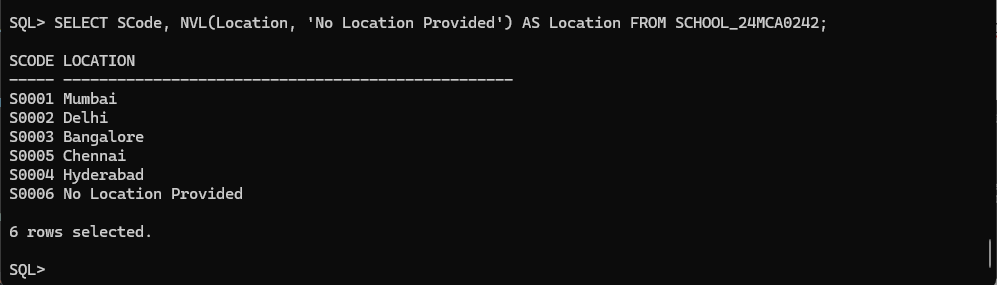 SQL> SELECT SCode, NVL(Location, 'No Location Provided') AS Location FROM SCHOOL_24MCA0242;
SCODE LOCATION
----- --------------------------------------------------
S0001 Mumbai
S0002 Delhi
S0003 Bangalore
S0005 Chennai
S0004 Hyderabad
S0006 No Location Provided
6 rows selected.
SQL>